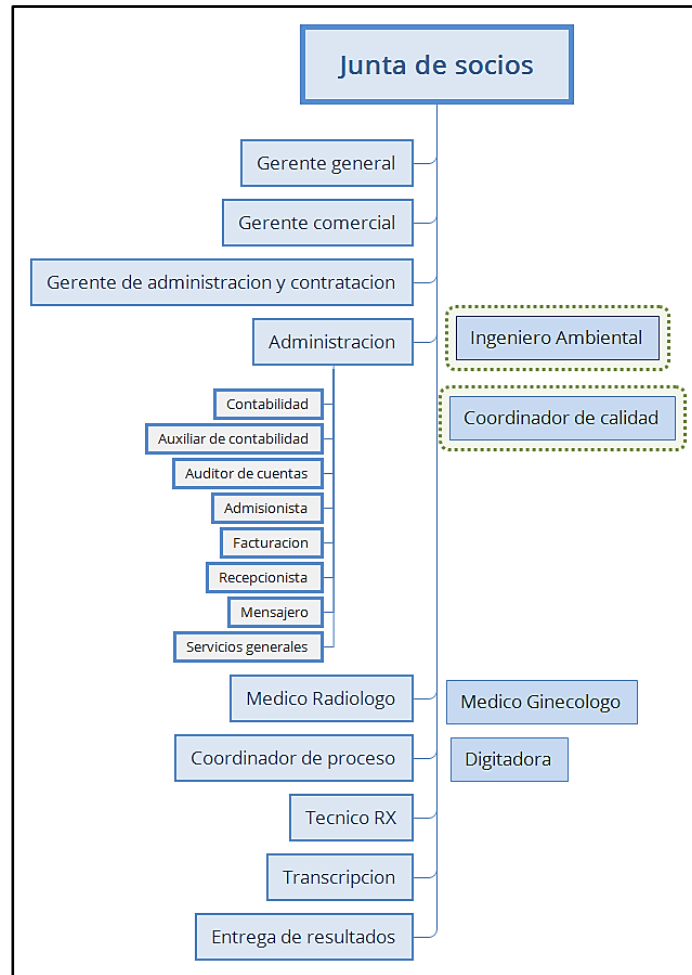 Junta de socios
Gerente general
Gerente comercial
Gerente de administracion y contratacion
Administracion
Ingeniero Ambiental
Contabilidad
Coordinador de calidad
Auxiliar de contabilidad
Auditor de cuentas
Admisionista
Facturacion
Recepcionista
Mensajero
Servicios generales
Medico Radiologo
Medico Ginecologo
Coordinador de proceso
Digitadora
Tecnico RX
Transcripcion
Entrega de resultados